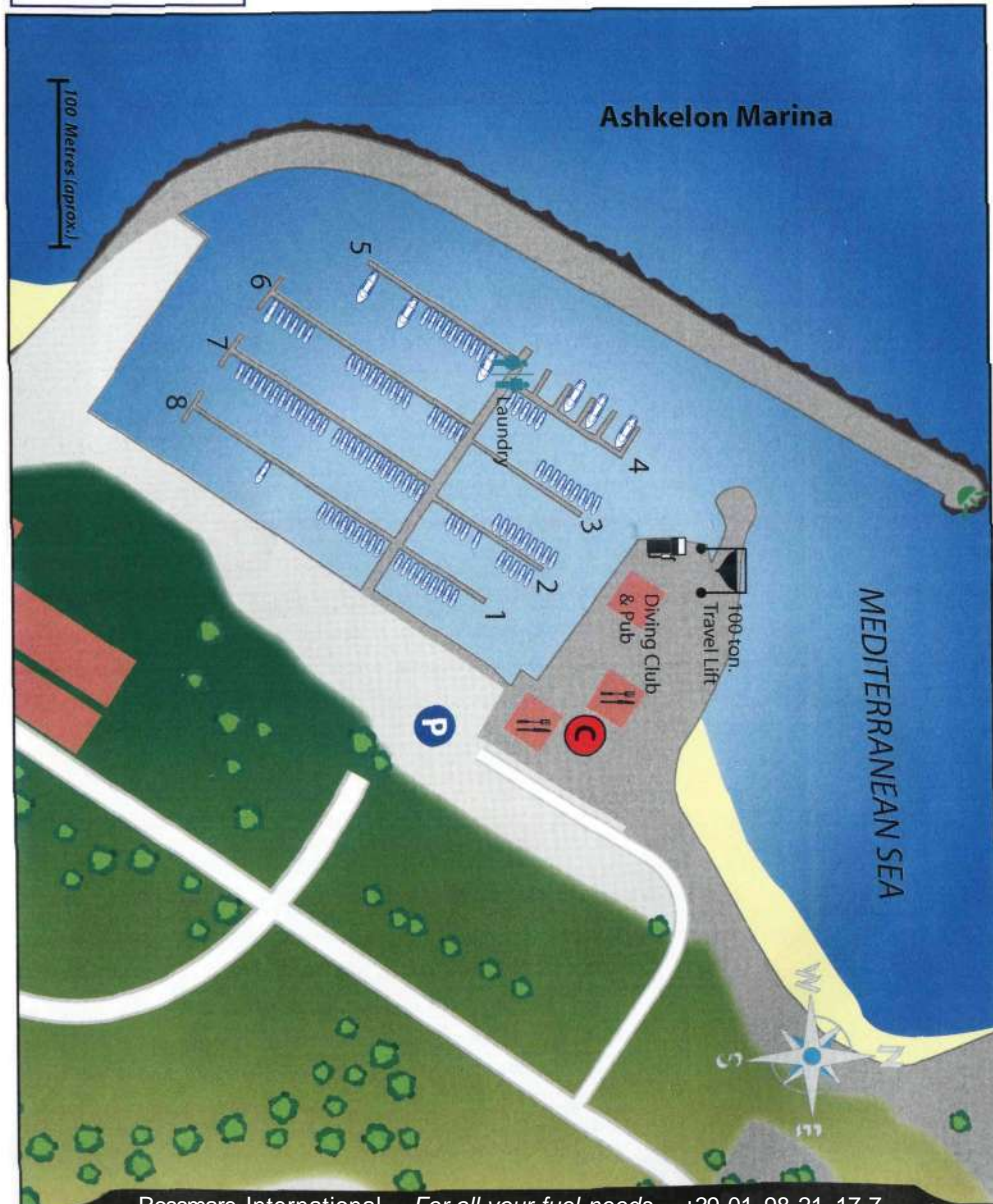 Ashkelon Marina
100 Metres (aprox.)
5
6
7
8
Laundry
4
3
2
1
100 ton.
Travel Lift
Diving Club
& Pub
MEDITERRANEAN SEA
C
P
W
N
S
E